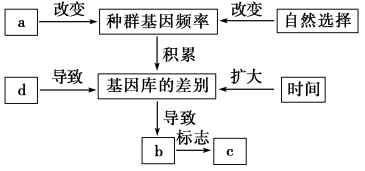 a 改变 种群基因频率 改变 自然选择
积累
d 导致 基因库的差别 扩大 时间
导致
b 标志 c